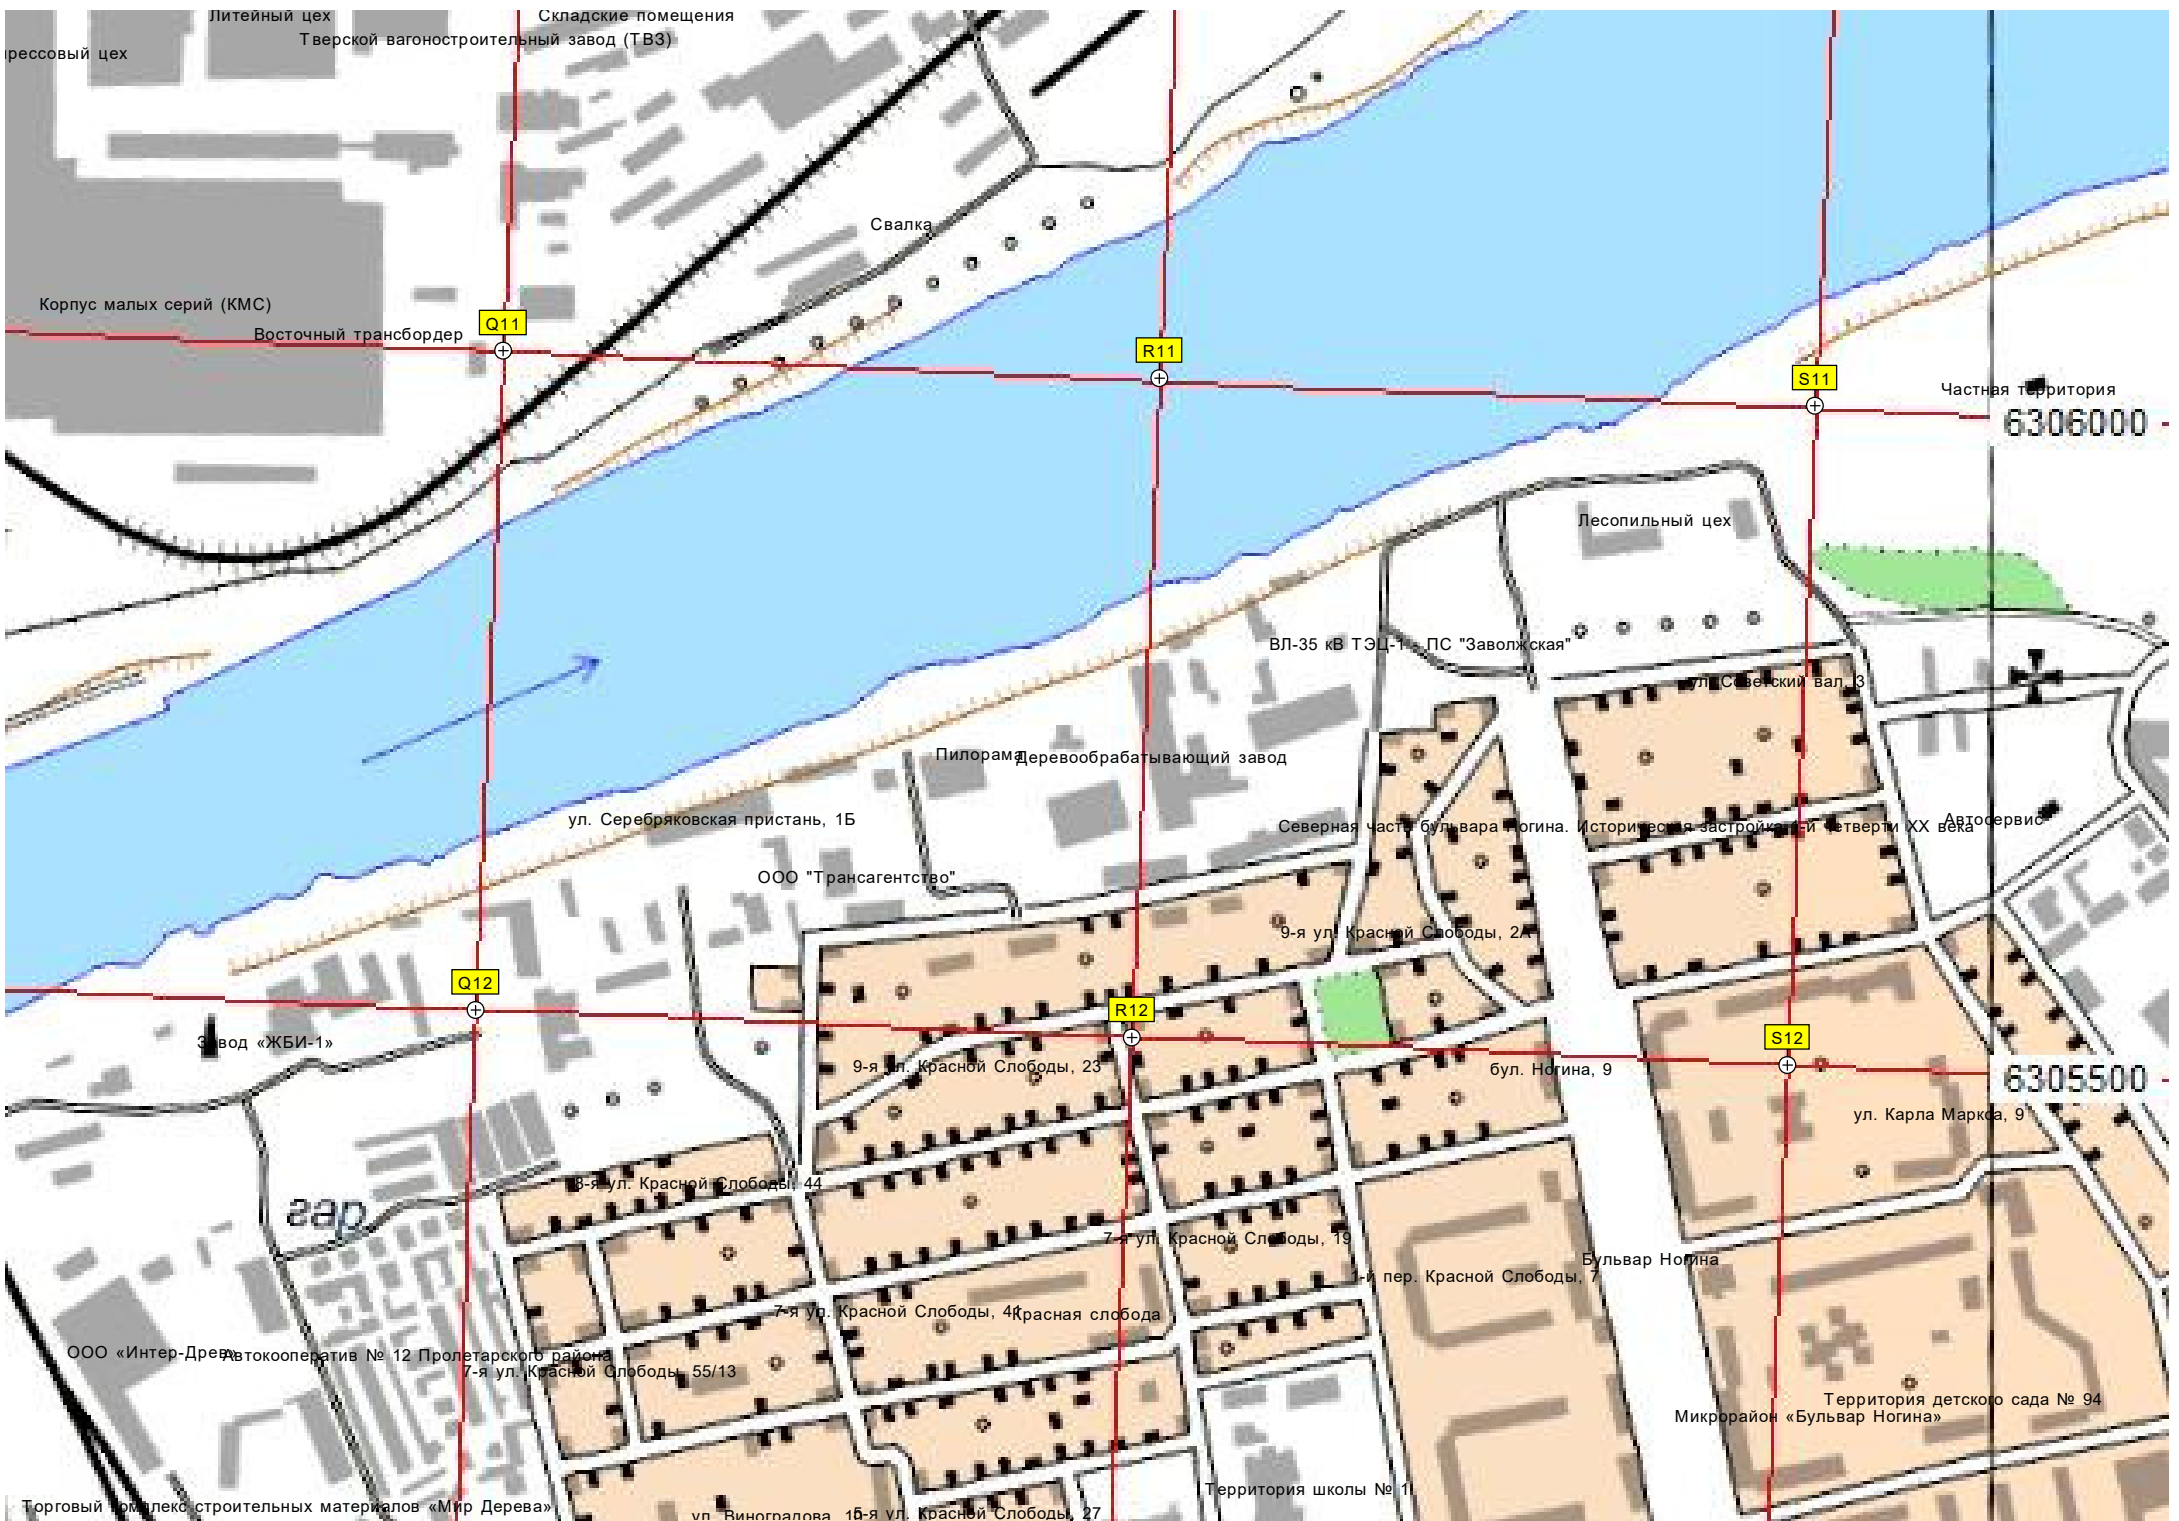 Литейный цех
Складские помещения
Тверской вагоностроительный завод (ТВЗ)
прессовый цех
Свалка
Корпус малых серий (КМС)
Восточный трансбордер
Q11
R11
S11
Частная территория
6306000
Лесопильный цех
ВЛ-35 кВ ТЭЦ-1 - ПС "Заволжская"
ул. Советский вал, 3
Пилорама
Деревообрабатывающий завод
ул. Серебряковская пристань, 1Б
Северная часть бульвара Ногина. Историческая застройка 2-й четверти XX века
Автосервис
ООО "Трансагентство"
9-я ул. Красной Слободы, 2А
Q12
R12
S12
Завод «ЖБИ-1»
9-я ул. Красной Слободы, 23
бул. Ногина, 9
6305500
ул. Карла Маркса, 9
8-я ул. Красной Слободы, 44
гар.
7-я ул. Красной Слободы, 19
Бульвар Ногина
1-й пер. Красной Слободы, 7
7-я ул. Красной Слободы, 41
Красная слобода
ООО «Интер-Древ»
Автокооператив № 12 Пролетарского района
7-я ул. Красной Слободы, 55/13
Территория детского сада № 94
Микрорайон «Бульвар Ногина»
Территория школы № 1
Торговый комплекс строительных материалов «Мир Дерева»
ул. Виноградова,
5-я ул. Красной Слободы, 27